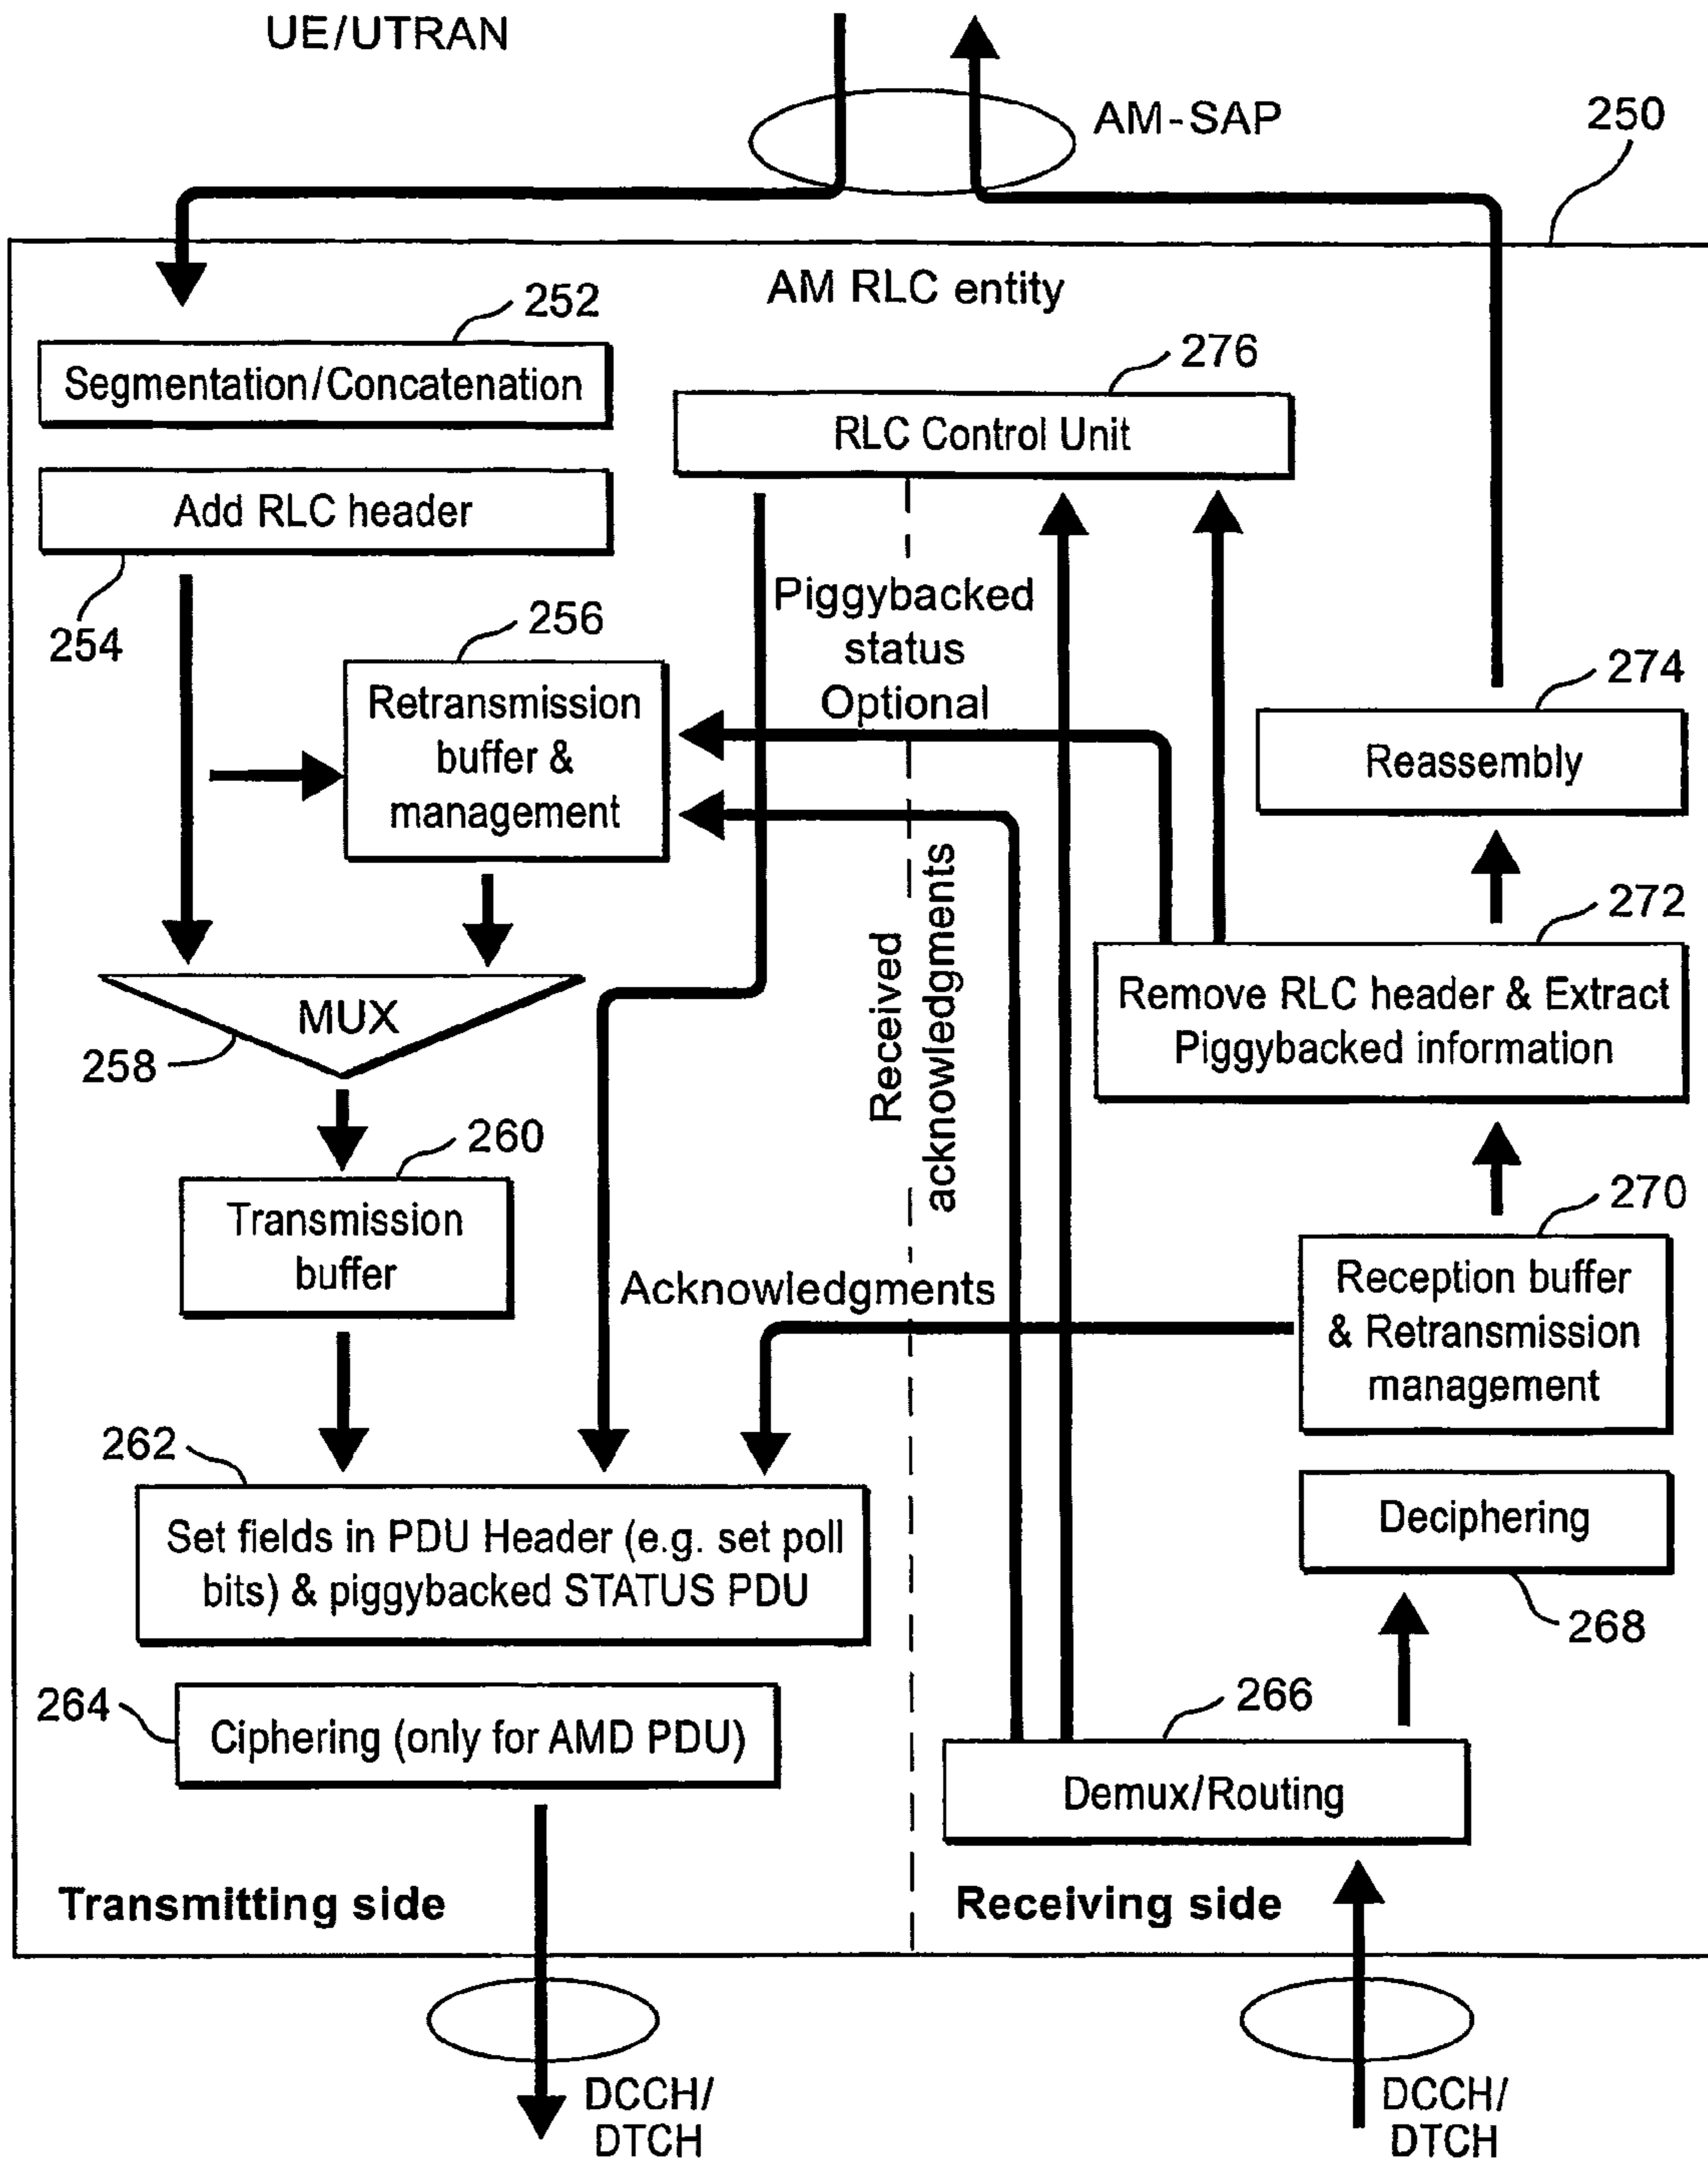 UE/UTRAN
AM-SAP
250
AM RLC entity
252
Segmentation/Concatenation
276
RLC Control Unit
Add RLC header
254
Piggybacked
status
Optional
256
Retransmission
buffer &
management
274
Reassembly
272
Remove RLC header & Extract
Piggybacked information
Received
acknowledgments
MUX
258
260
Transmission
buffer
270
Reception buffer
& Retransmission
management
Acknowledgments
262
Set fields in PDU Header (e.g. set poll
bits) & piggybacked STATUS PDU
Deciphering
268
264
Ciphering (only for AMD PDU)
266
Demux/Routing
Transmitting side
Receiving side
DCCH/
DTCH
DCCH/
DTCH